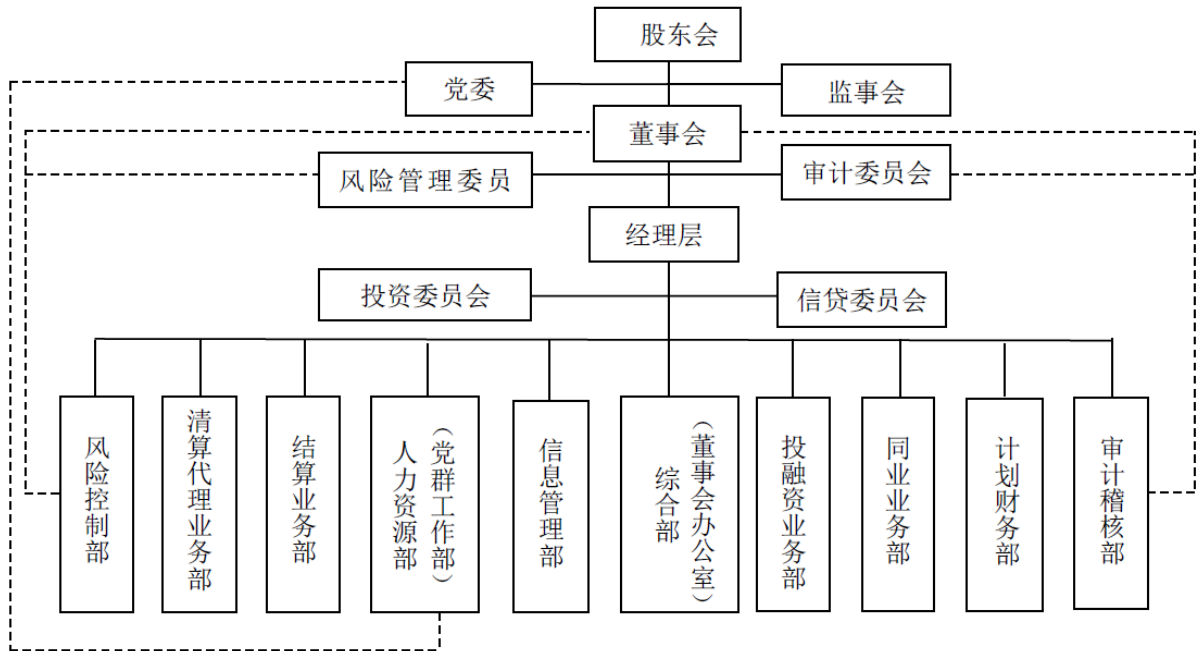 股东会
党委
监事会
董事会
风险管理委员
审计委员会
经理层
投资委员会
信贷委员会
风险控制部
清算代理业务部
结算业务部
人力资源部
（党群工作部）
信息管理部
综合部
（董事会办公室）
投融资业务部
同业业务部
计划财务部
审计稽核部